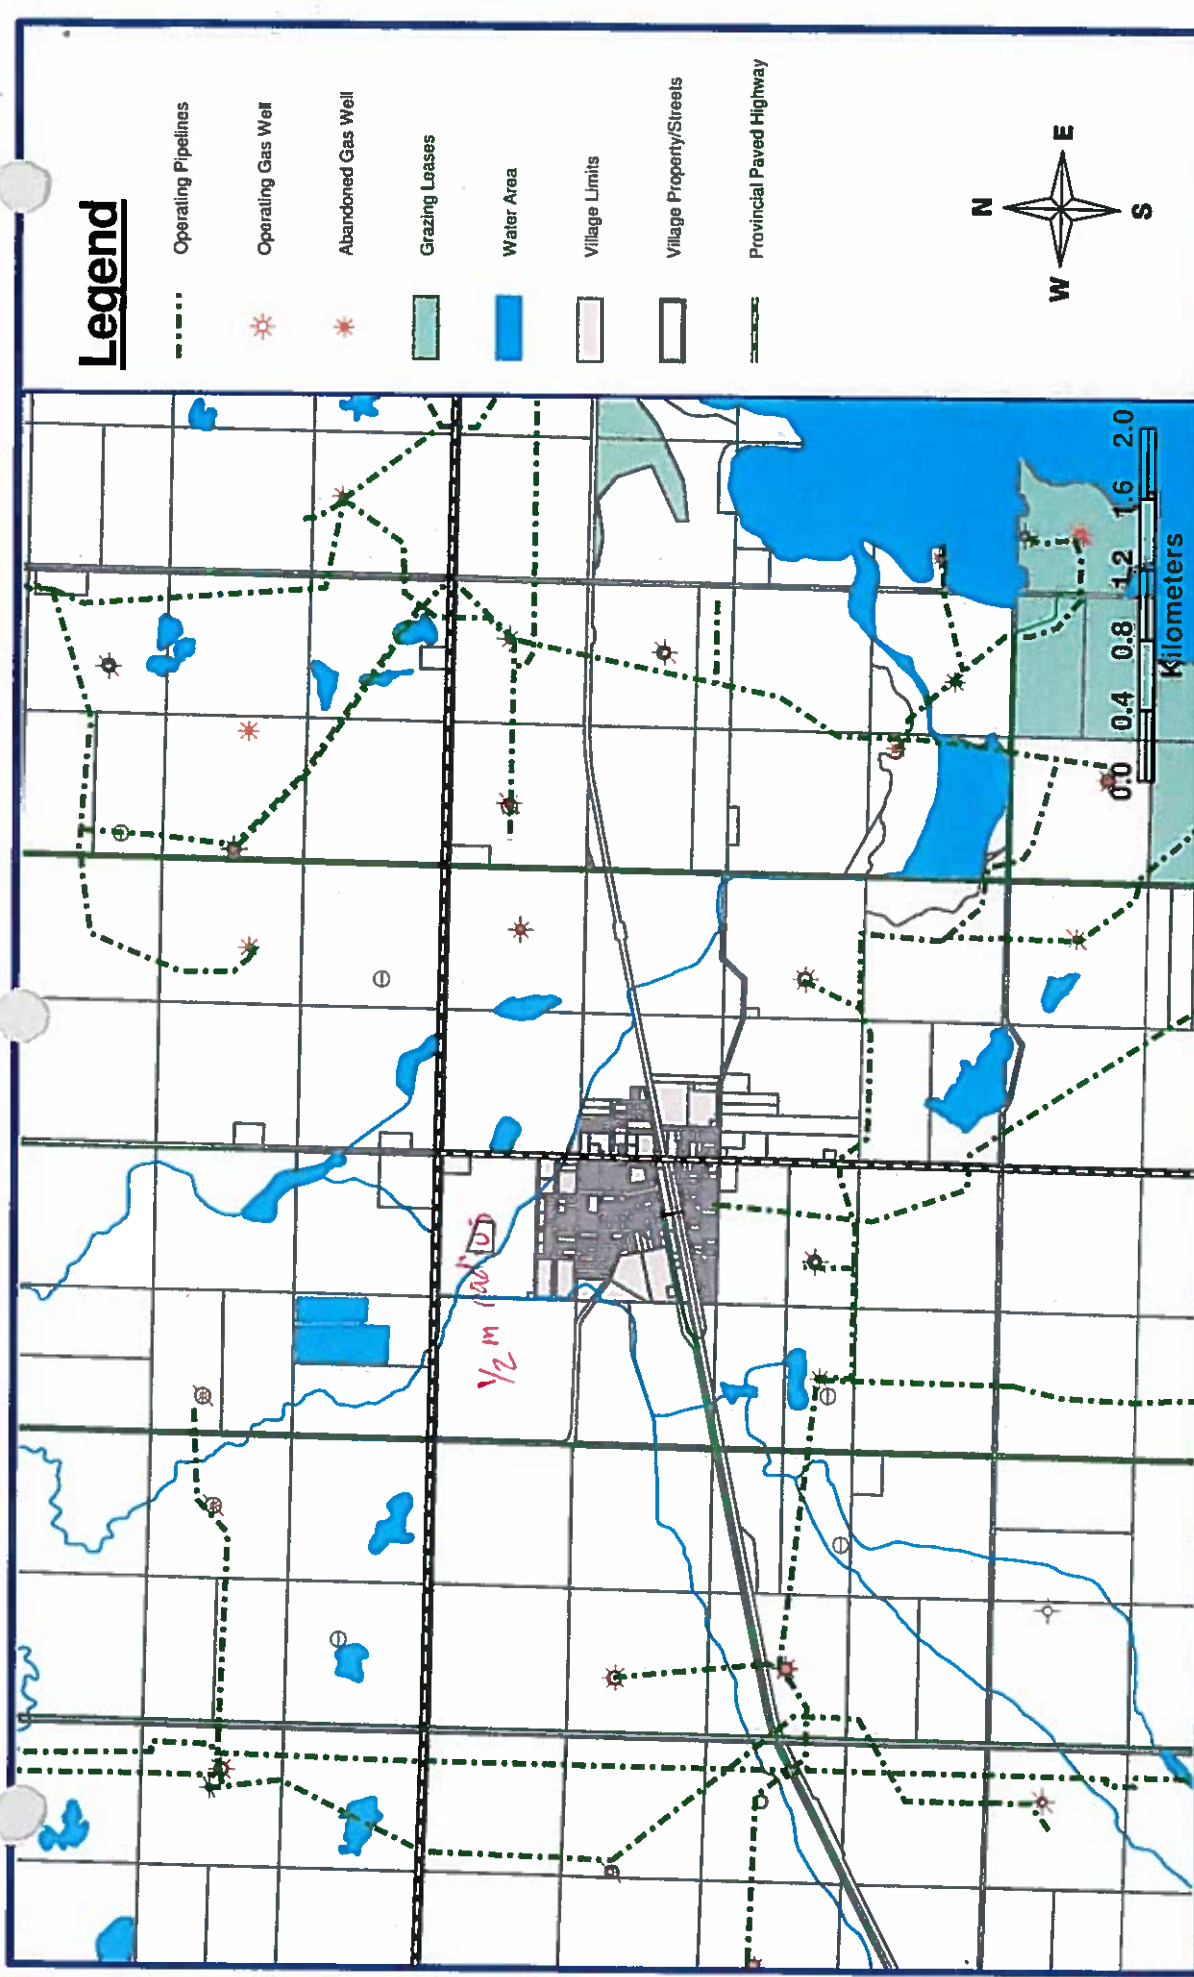 Legend
Operating Pipelines
Operating Gas Well
Abandoned Gas Well
Grazing Leases
Water Area
Village Limits
Village Property/Streets
Provincial Paved Highway
N
W E
S
1/2 m radius
0.0 0.4 0.8 1.2 1.6 2.0
Kilometers